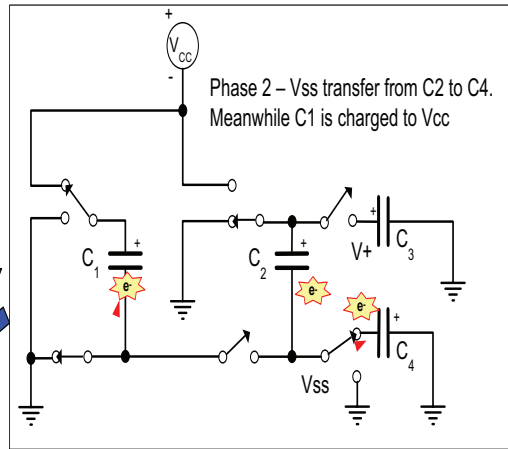 +
Vcc
-
Phase 2 – Vss transfer from C2 to C4.
Meanwhile C1 is charged to Vcc
+
C1
e-
+
C2
e-
+
V+
C3
e-
+
C4
Vss